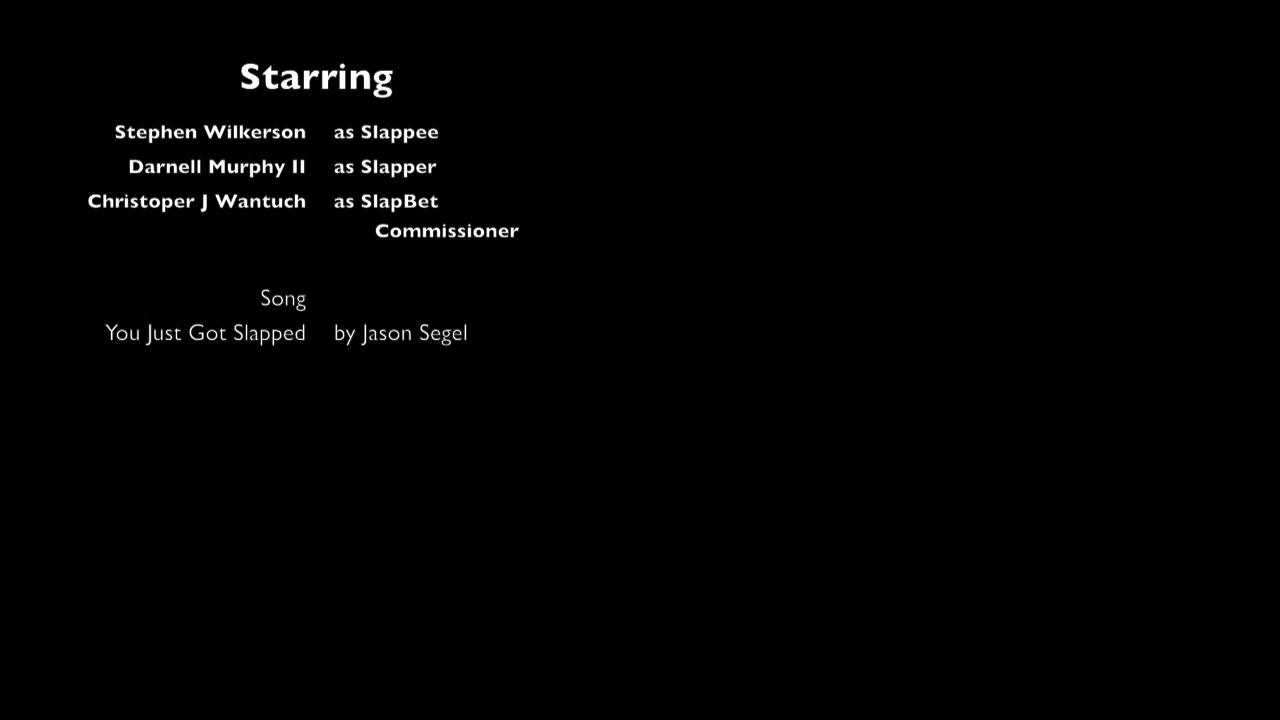 Starring
Stephen Wilkerson as Slappee
Darnell Murphy II as Slapper
Christoper J Wantuch as SlapBet
Commissioner
Song
You Just Got Slapped by Jason Segel